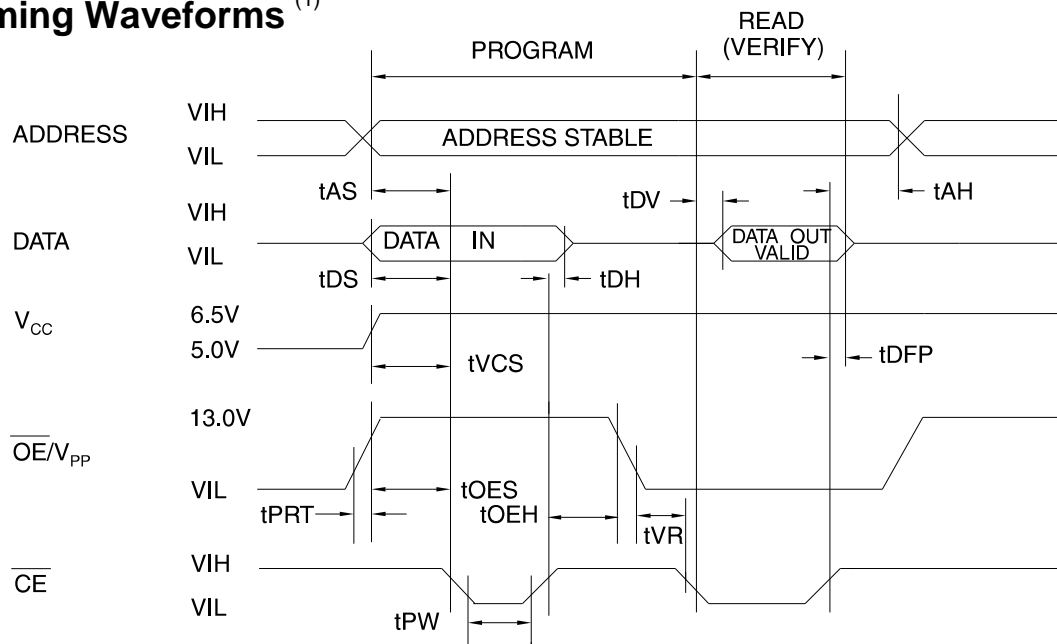 ming Waveforms (1)
READ
(VERIFY)
PROGRAM
ADDRESS
VIH
VIL
ADDRESS STABLE
tAS
tDV
tAH
DATA
VIH
VIL
DATA IN
DATA OUT
VALID
tDS
tDH
VCC
6.5V
5.0V
tVCS
tDFP
OE/VPP
13.0V
VIL
tPRT
tOES
tOEH
tVR
CE
VIH
VIL
tPW